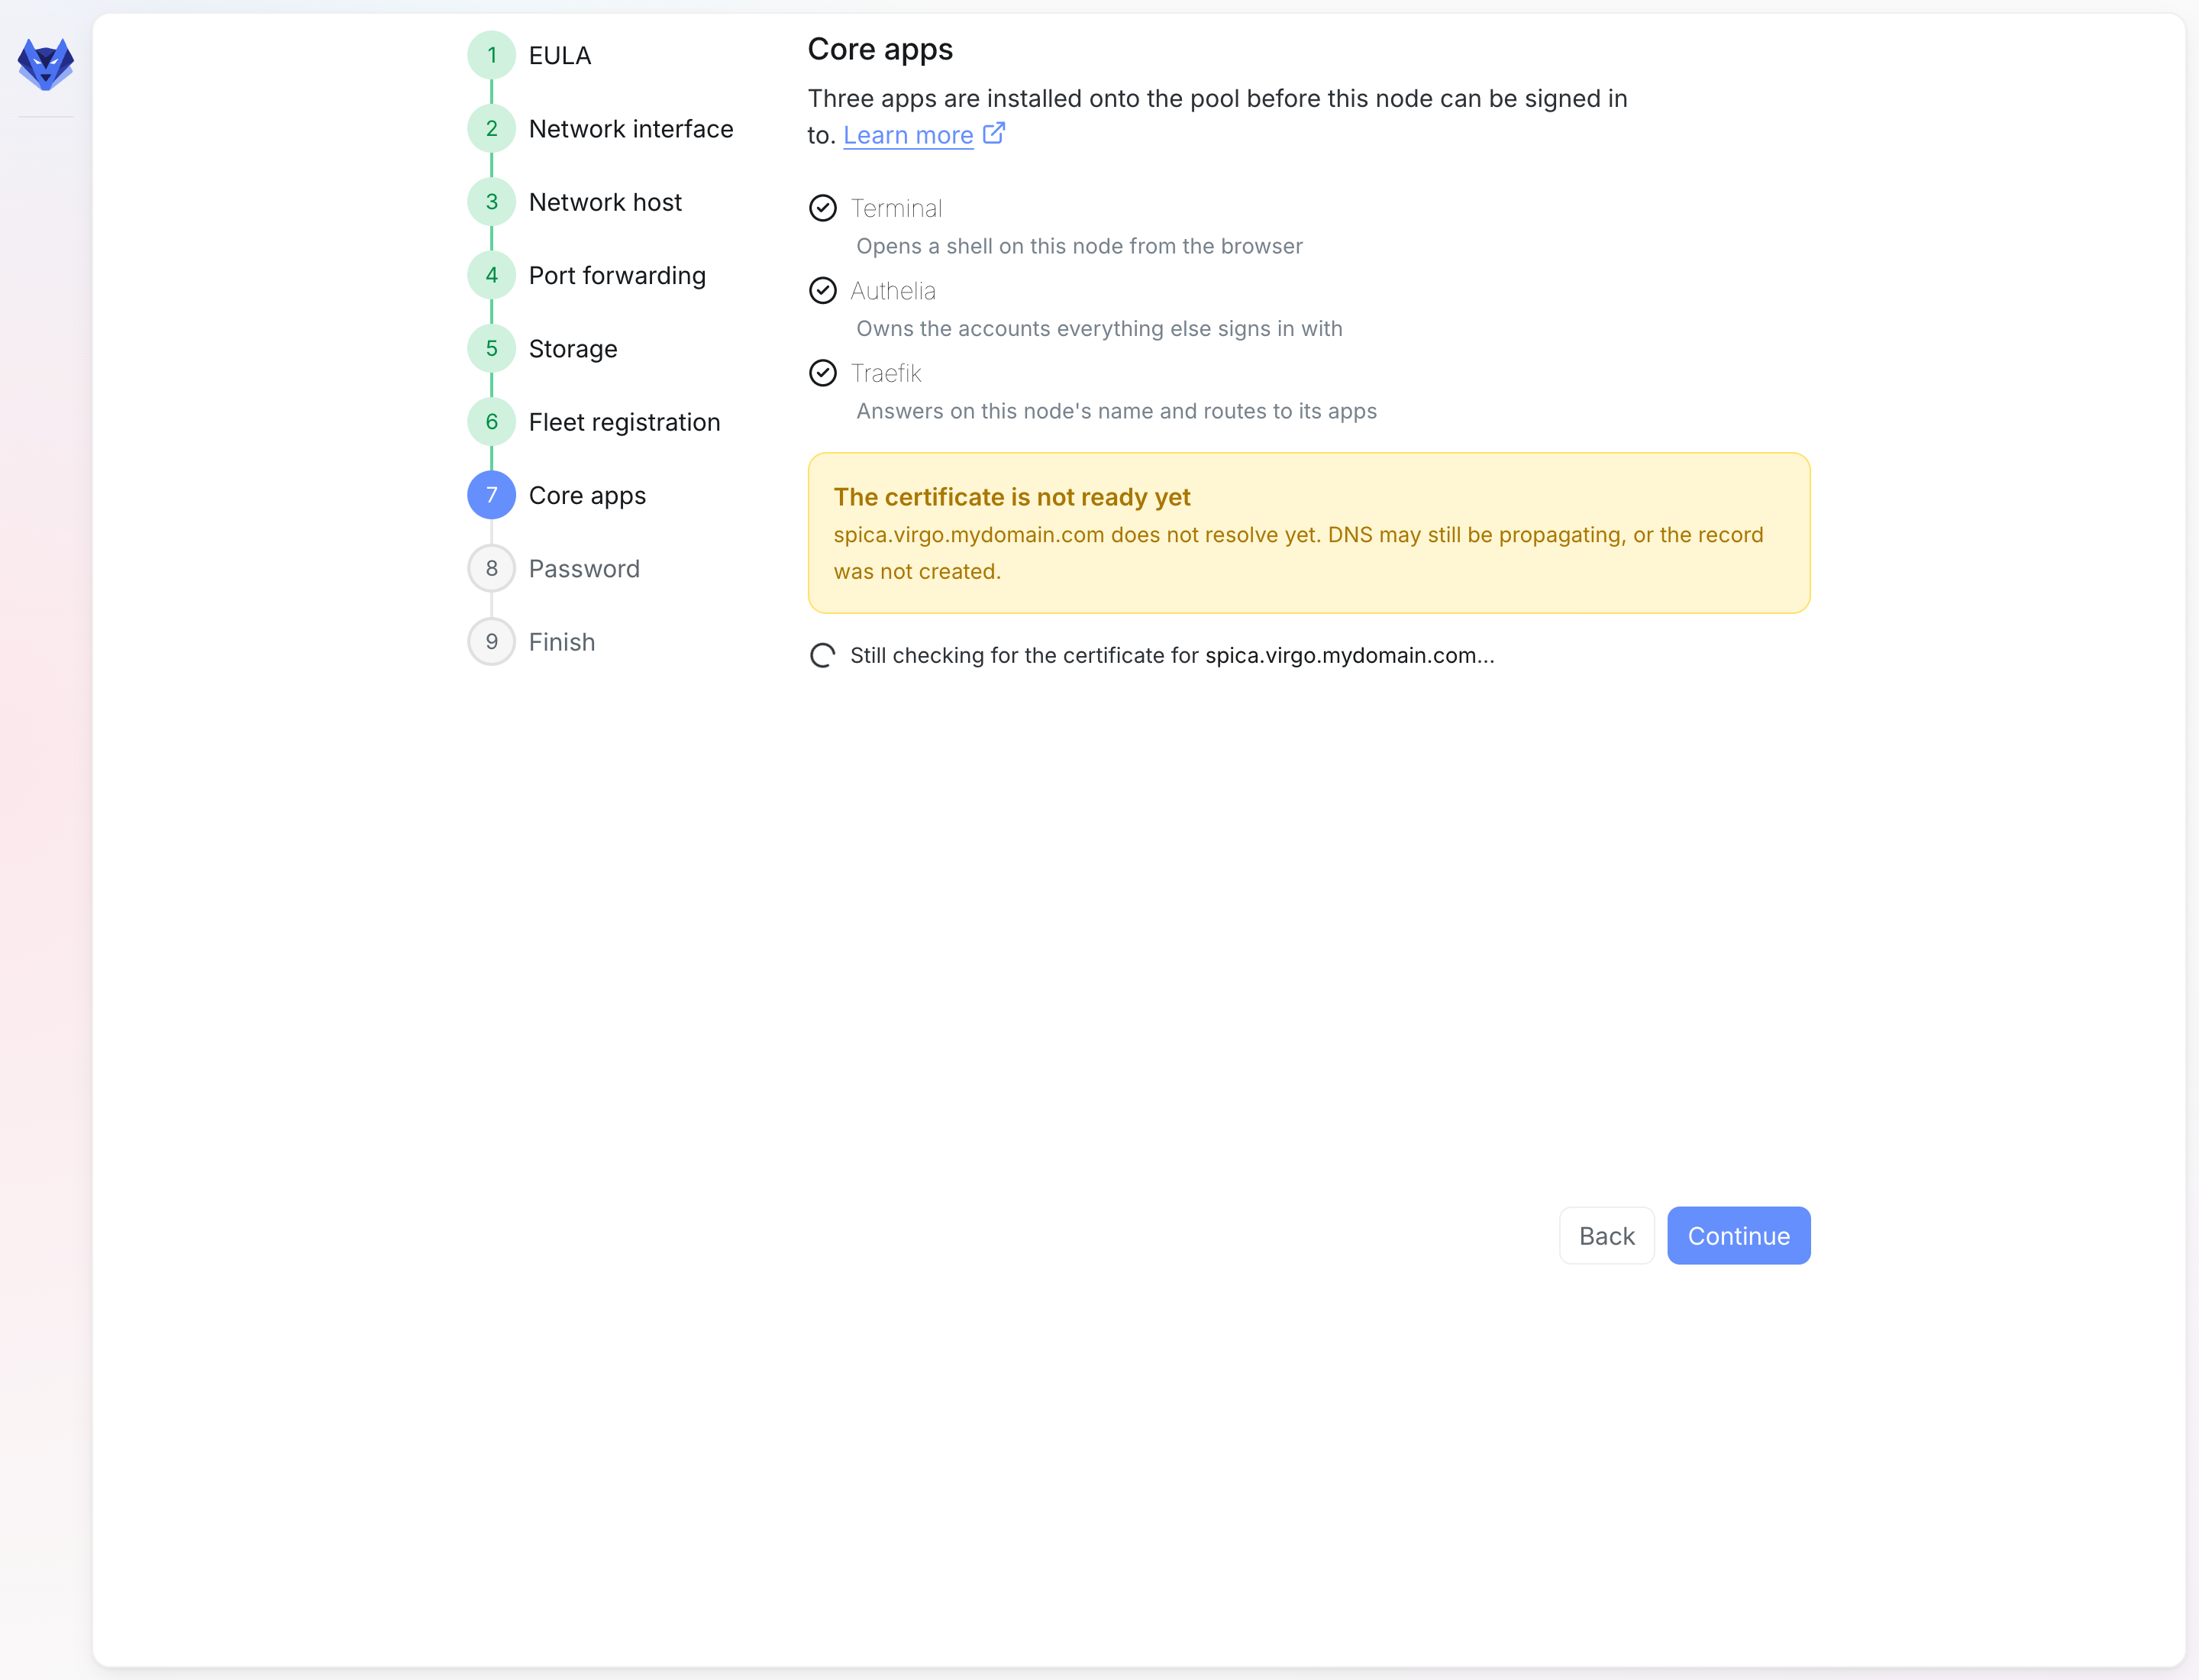 1 EULA
2 Network interface
3 Network host
4 Port forwarding
5 Storage
6 Fleet registration
7 Core apps
8 Password
9 Finish
Core apps
Three apps are installed onto the pool before this node can be signed in
to. Learn more
Terminal
Opens a shell on this node from the browser
Authelia
Owns the accounts everything else signs in with
Traefik
Answers on this node's name and routes to its apps
The certificate is not ready yet
spica.virgo.mydomain.com does not resolve yet. DNS may still be propagating, or the record
was not created.
Still checking for the certificate for spica.virgo.mydomain.com...
Back
Continue